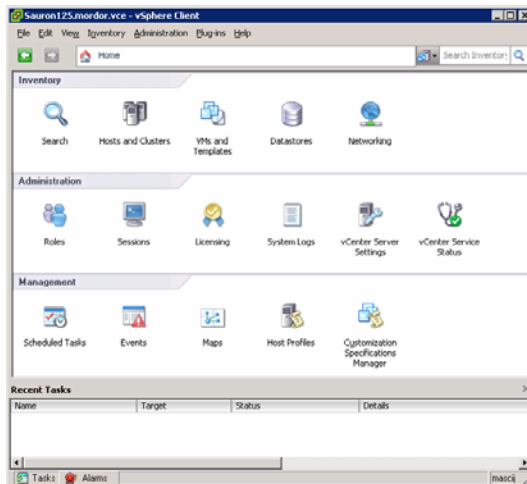 Sauron125.mordor.vce - vSphere Client
File Edit View Inventory Administration Plug-ins Help
Home
Search Inventory
Inventory
Search Hosts and Clusters VMs and Templates Datastores Networking
Administration
Roles Sessions Licensing System Logs vCenter Server Settings vCenter Service Status
Management
Scheduled Tasks Events Maps Host Profiles Customization Specifications Manager
Recent Tasks
Name Target Status Details
Tasks Alarms mascij